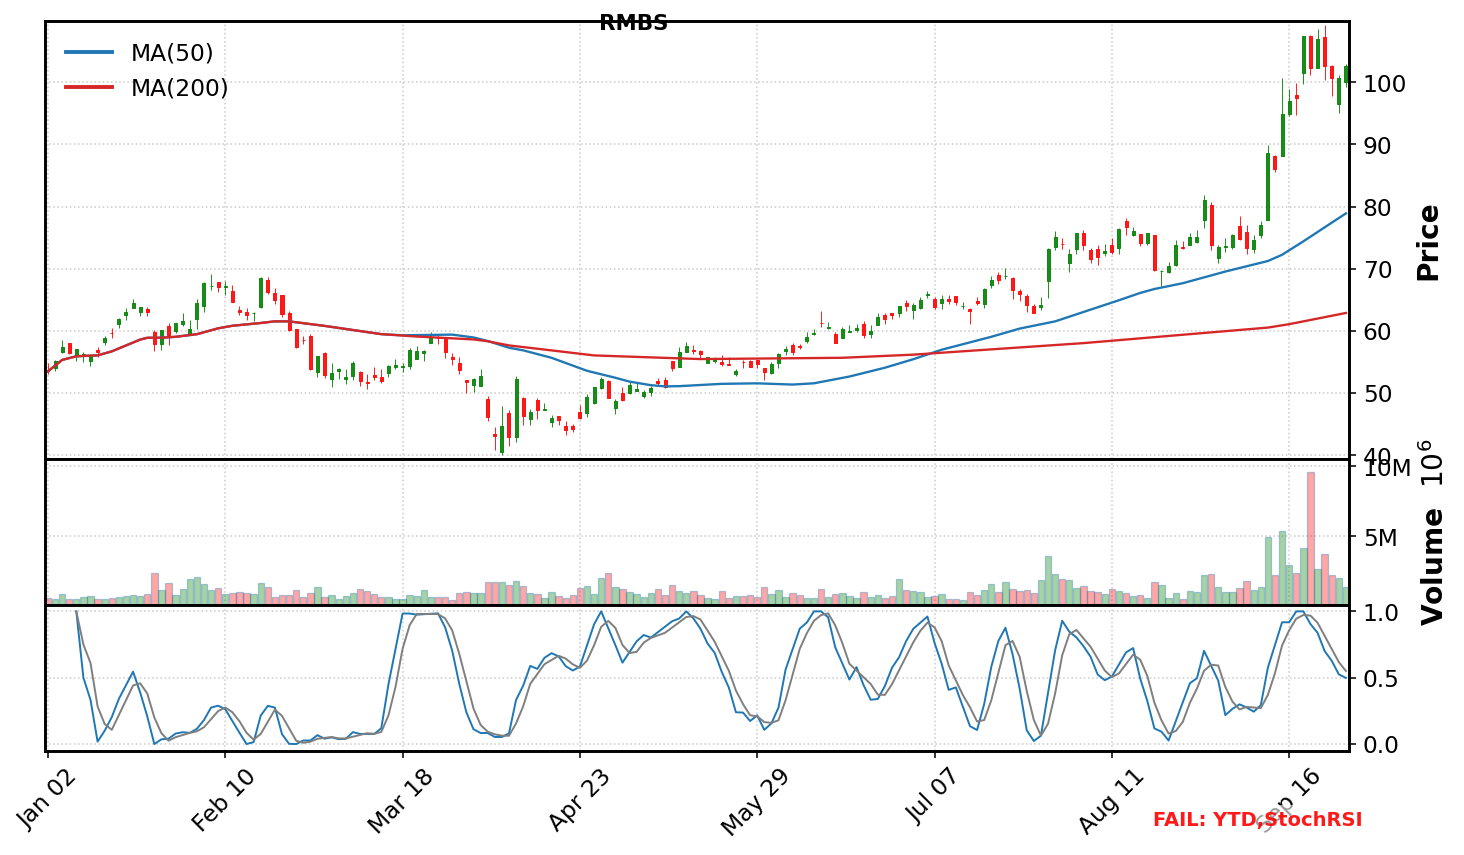 RMBS
MA(50)
MA(200)
100
90
80
70
60
50
40
Price
10M
5M
Volume 10^6
1.0
0.5
0.0
Jan 02
Feb 10
Mar 18
Apr 23
May 29
Jul 07
Aug 11
Sep 16
FAIL: YTD,StochRSI